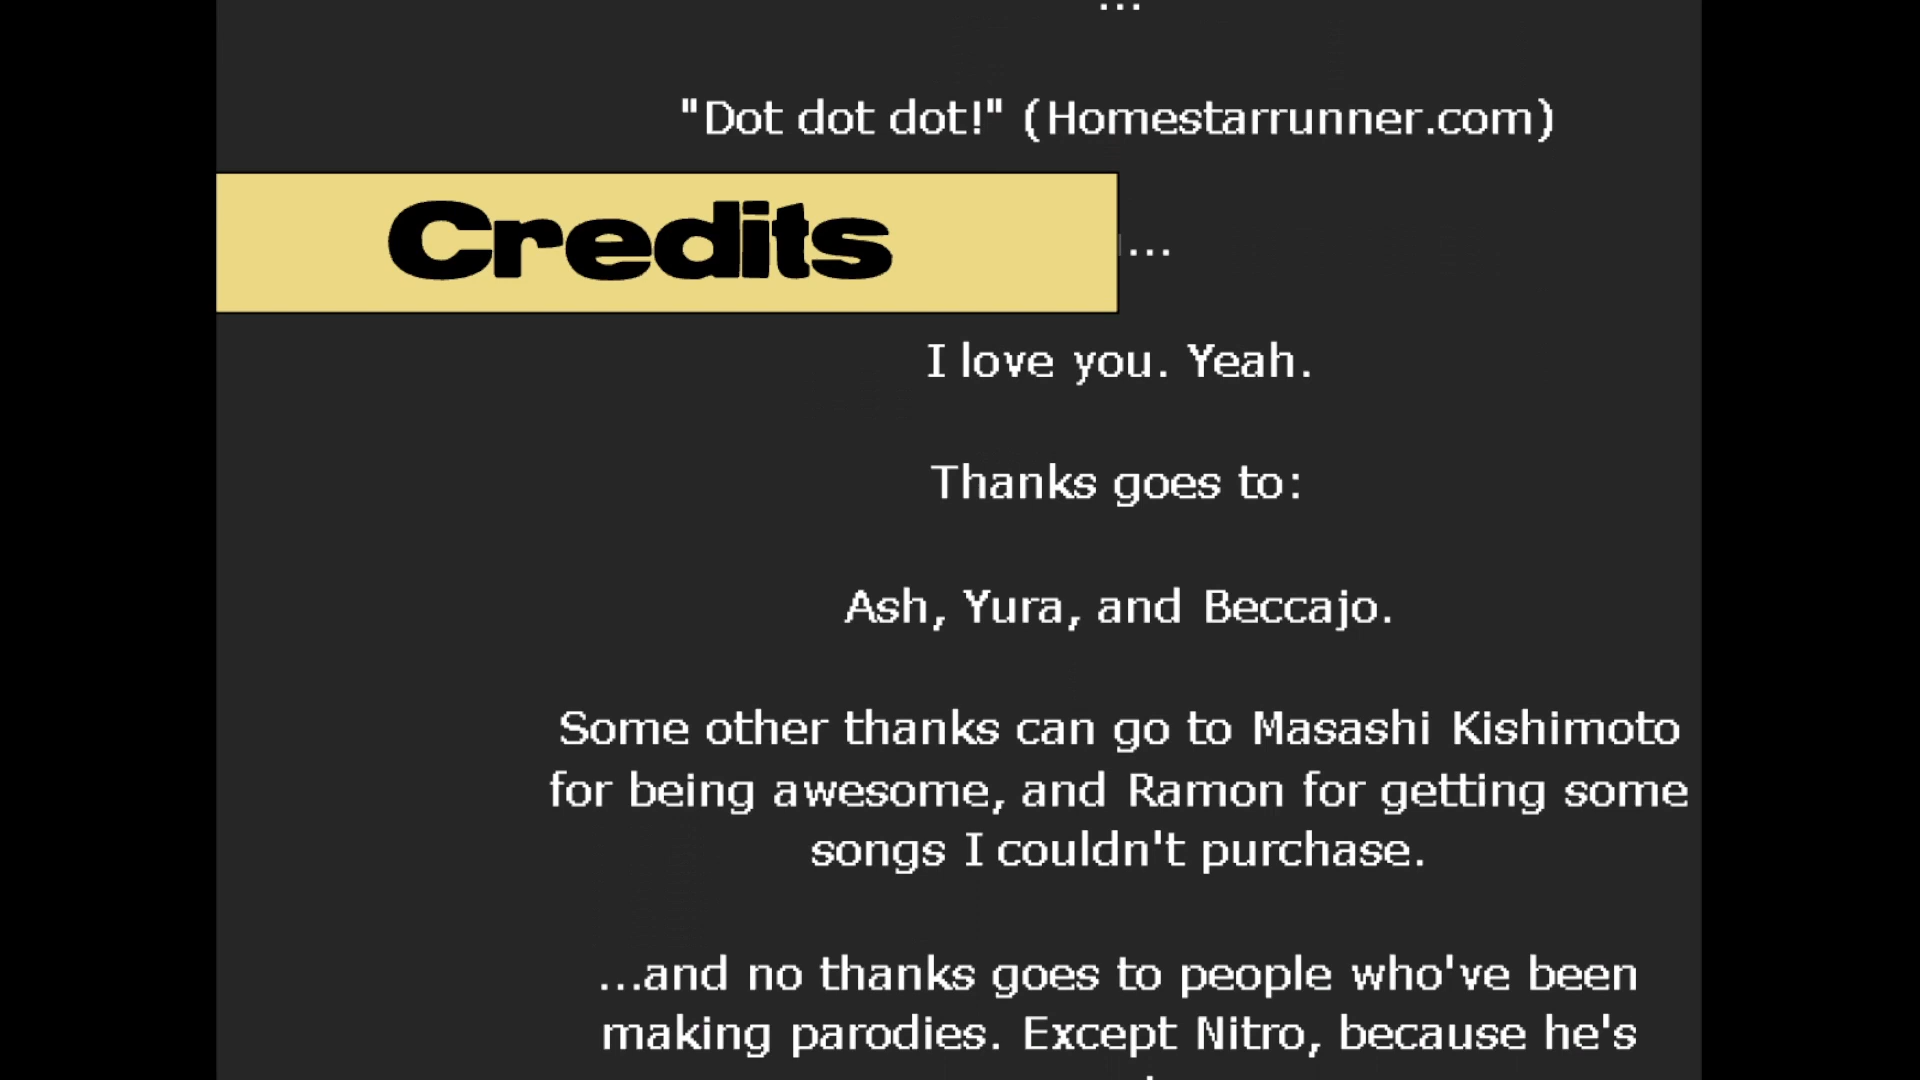 ...
"Dot dot dot!" (Homestarrunner.com)
Credits
...
I love you. Yeah.
Thanks goes to:
Ash, Yura, and Beccajo.
Some other thanks can go to Masashi Kishimoto
for being awesome, and Ramon for getting some
songs I couldn't purchase.
...and no thanks goes to people who've been
making parodies. Except Nitro, because he's